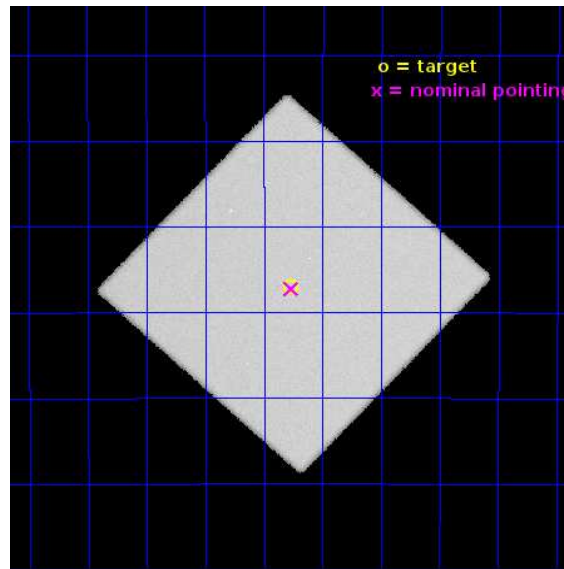 o = target
x = nominal pointing